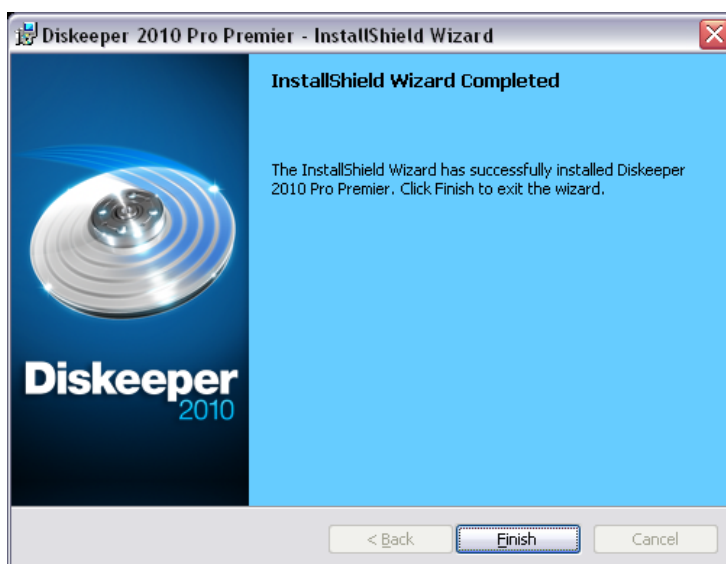 Diskeeper 2010 Pro Premier - InstallShield Wizard
InstallShield Wizard Completed
The InstallShield Wizard has successfully installed Diskeeper
2010 Pro Premier. Click Finish to exit the wizard.
Diskeeper
2010
< Back
Finish
Cancel